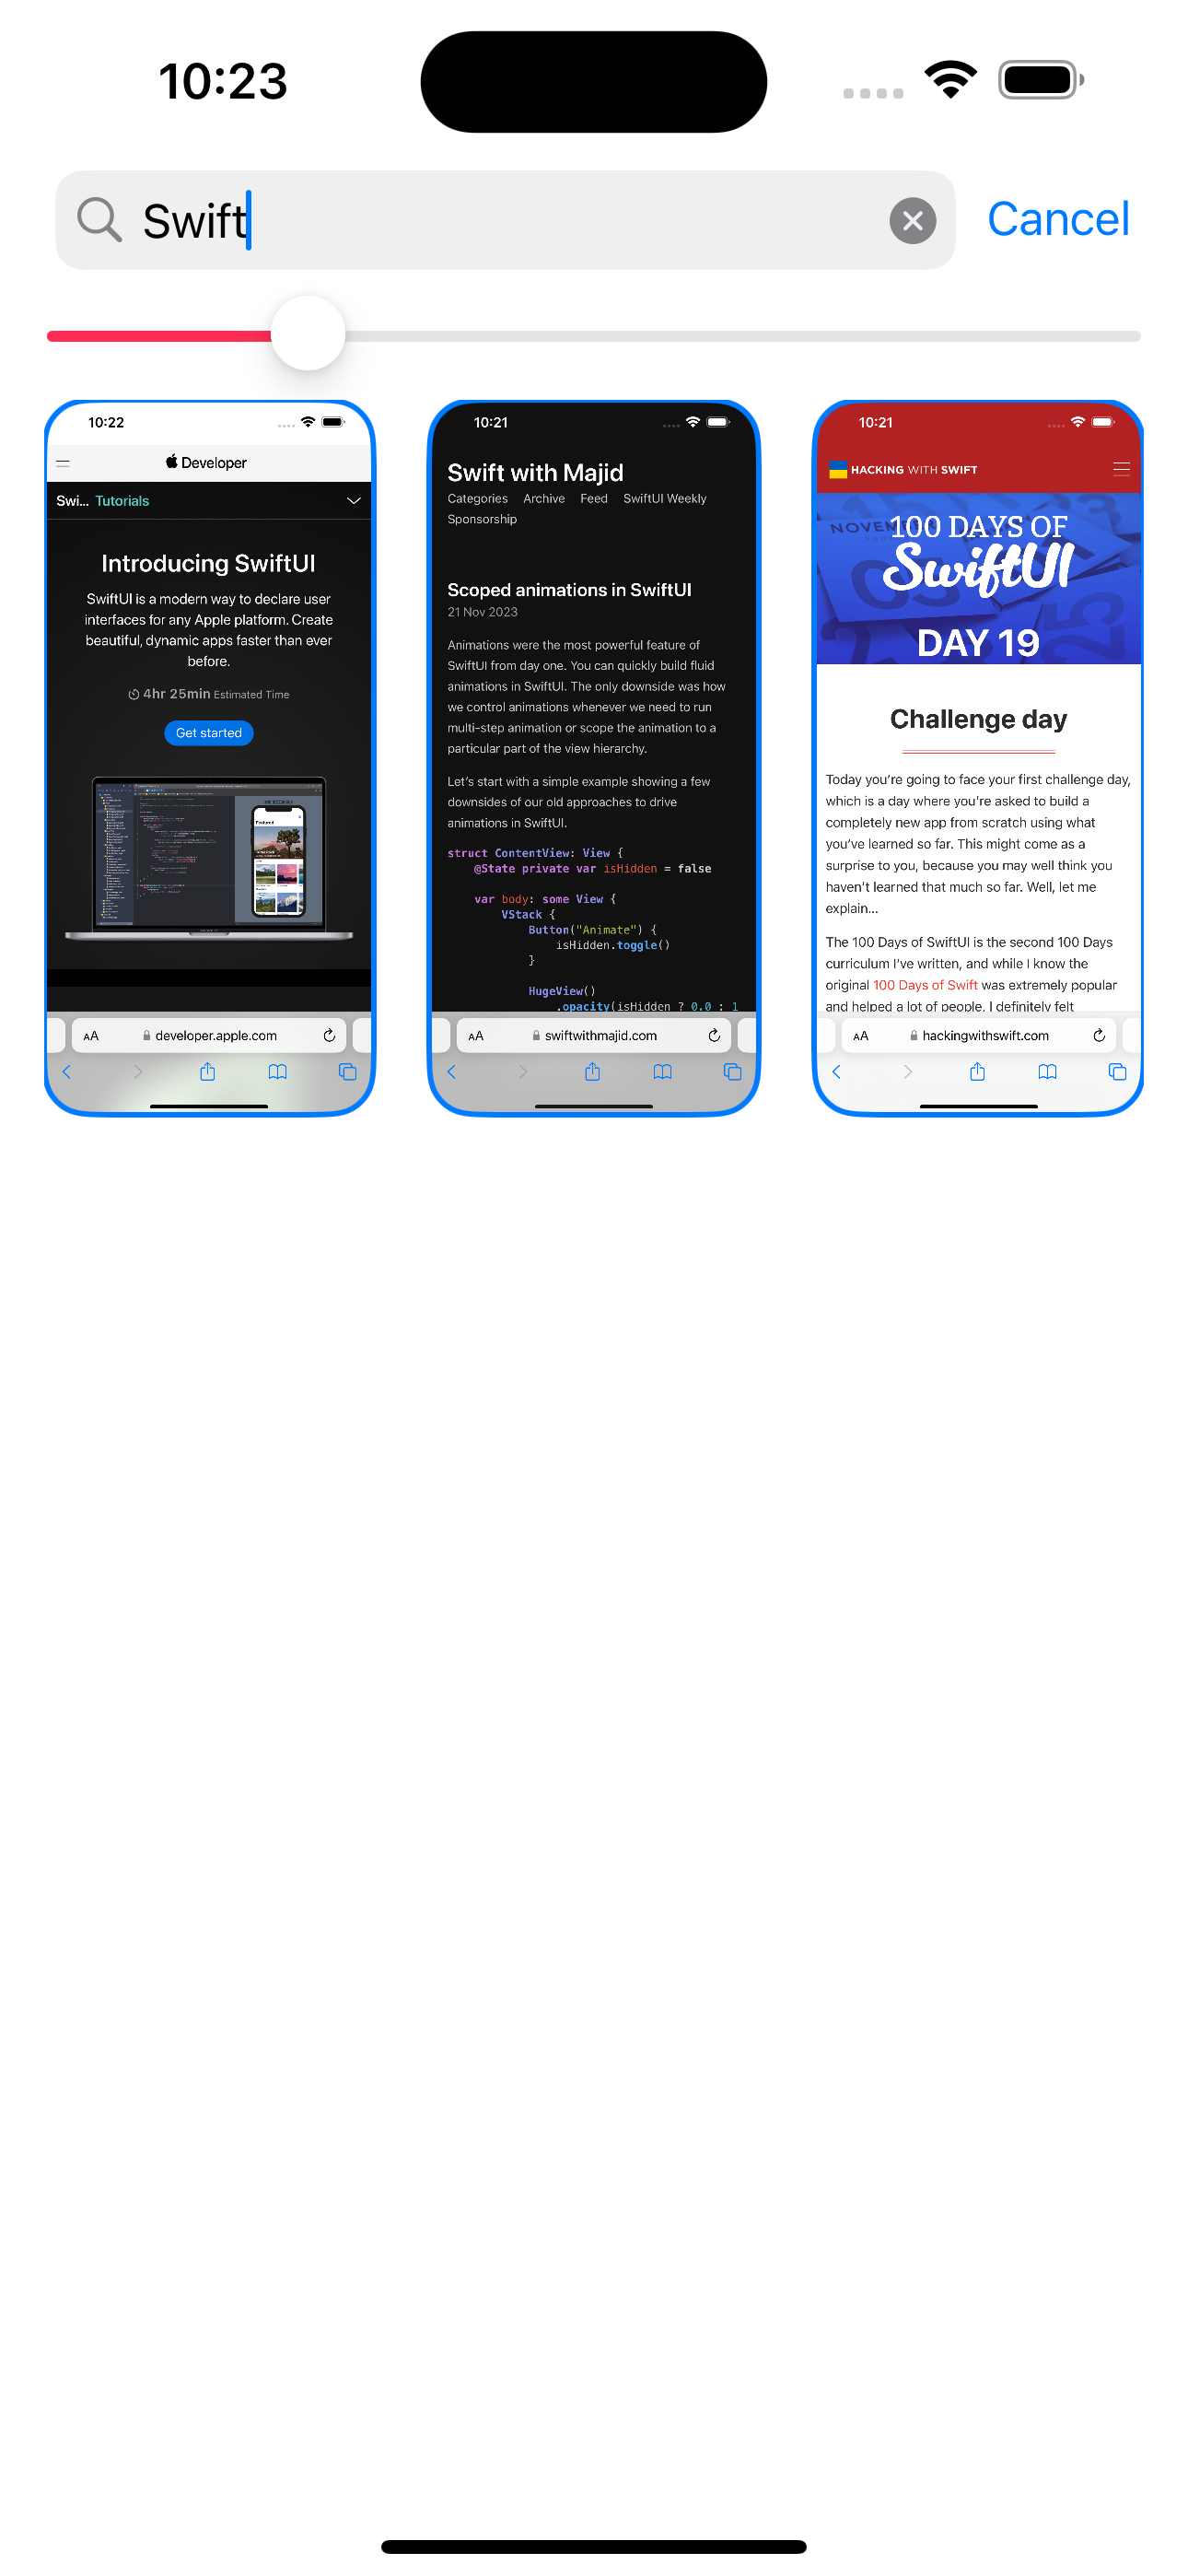 10:23
Swift
Cancel
10:22
Developer
Swi... Tutorials
Introducing SwiftUI
SwiftUI is a modern way to declare user
interfaces for any Apple platform. Create
beautiful, dynamic apps faster than ever
before.
4hr 25min Estimated Time
Get started
AA developer.apple.com
10:21
Swift with Majid
Categories Archive Feed SwiftUI Weekly
Sponsorship
Scoped animations in SwiftUI
21 Nov 2023
Animations were the most powerful feature of
SwiftUI from day one. You can quickly build fluid
animations in SwiftUI. The only downside was how
we control animations whenever we need to run
multi-step animation or scope the animation to a
particular part of the view hierarchy.
Let's start with a simple example showing a few
downsides of our old approaches to drive
animations in SwiftUI.
struct ContentView: View {
@State private var isHidden = false
var body: some View {
VStack {
Button("Animate") {
isHidden.toggle()
}
HugeView()
.opacity(isHidden ? 0.0 : 1
AA swiftwithmajid.com
10:21
HACKING WITH SWIFT
100 DAYS OF
SwiftUI
DAY 19
Challenge day
Today you're going to face your first challenge day,
which is a day where you're asked to build a
completely new app from scratch using what
you've learned so far. This might come as a
surprise to you, because you may well think you
haven't learned that much so far. Well, let me
explain...
The 100 Days of SwiftUI is the second 100 Days
curriculum I've written, and while I know the
original 100 Days of Swift was extremely popular
and helped a lot of people, I definitely felt
AA hackingwithswift.com